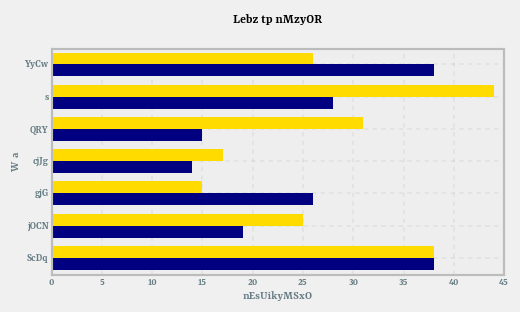 Lebz tp nMzyOR
YyCw
s
QRY
cjJg
gjG
jOCN
ScDq
W a
0 5 10 15 20 25 30 35 40 45
nEsUikyMSxO